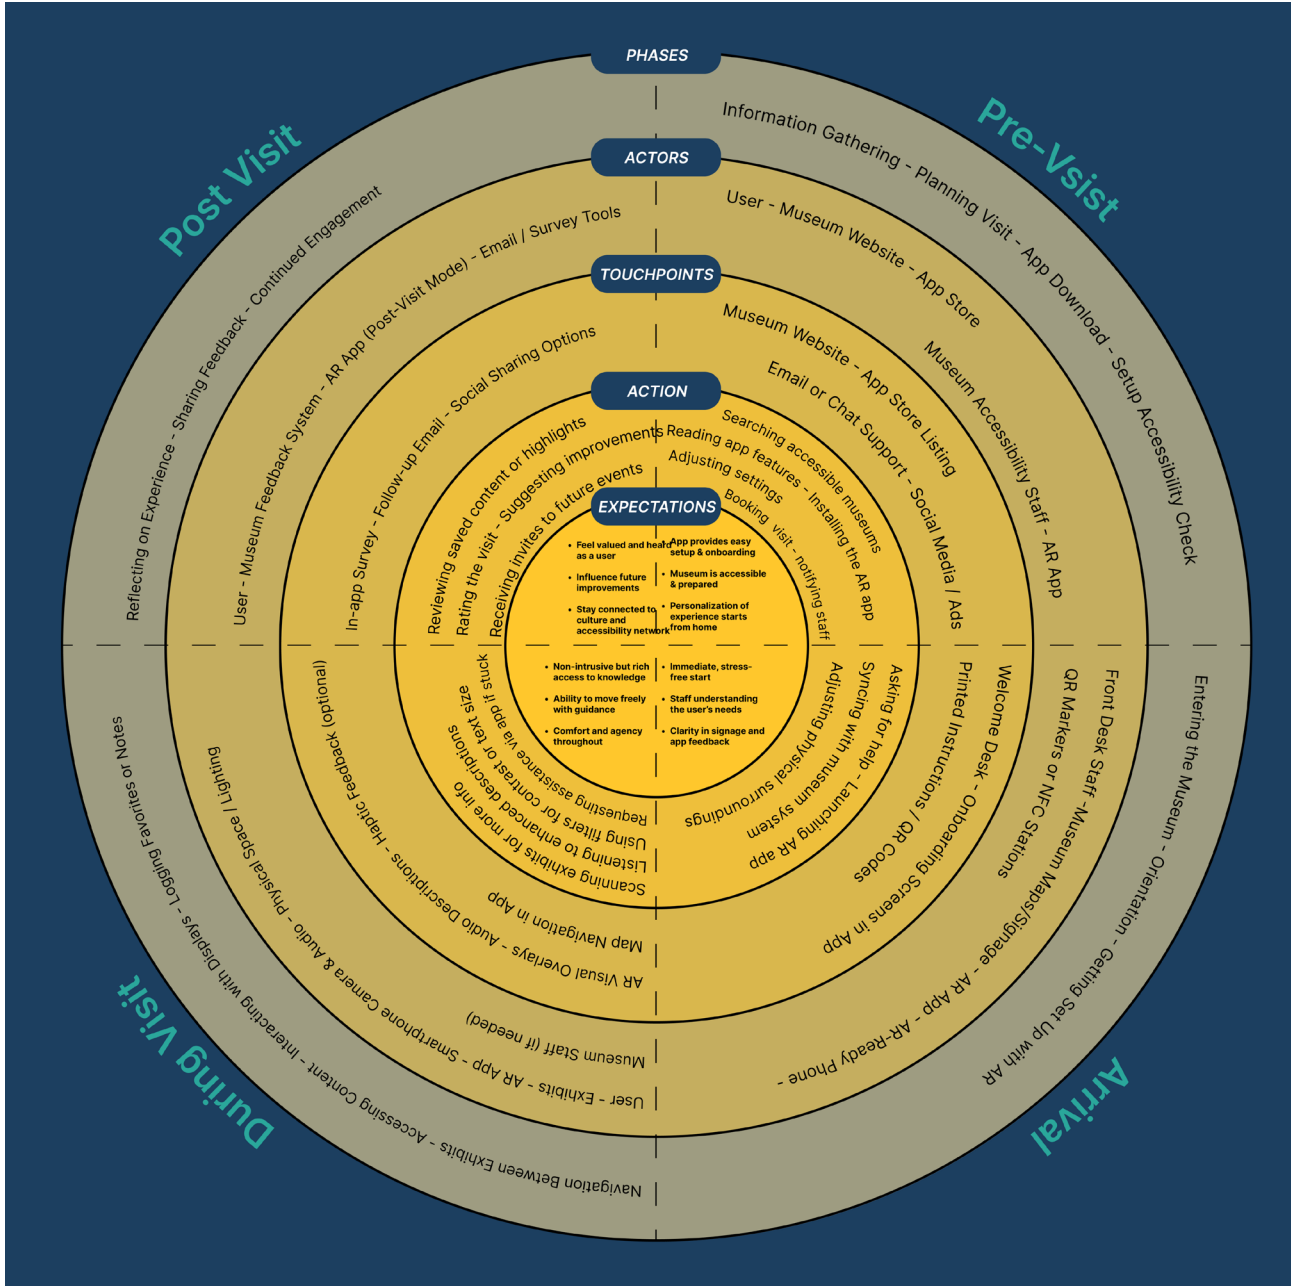 PHASES
ACTORS
TOUCHPOINTS
ACTION
EXPECTATIONS
Pre-Vsist
Information Gathering - Planning Visit - App Download - Setup Accessibility Check
User - Museum Website - App Store
Museum Accessibility Staff - AR App
Museum Website - App Store Listing
Email or Chat Support - Social Media / Ads
Searching accessible museums
Reading app features - Installing the AR app
Adjusting settings
Booking visit - notifying staff
• App provides easy
setup & onboarding
• Museum is accessible
& prepared
• Personalization of
experience starts
from home
Arrival
Entering the Museum - Orientation - Getting Set Up with AR
Front Desk Staff -Museum Maps/Signage - AR App - AR-Ready Phone -
QR Markers or NFC Stations
Welcome Desk - Onboarding Screens in App
Printed Instructions / QR Codes
Asking for help - Launching AR app
Syncing with museum system
Adjusting physical surroundings
• Immediate, stress-
free start
• Staff understanding
the user's needs
• Clarity in signage and
app feedback
During Visit
Navigation Between Exhibits - Accessing Content - Interacting with Displays - Logging Favorites or Notes
User - Exhibits - AR App - Smartphone Camera & Audio - Physical Space / Lighting
Museum Staff (if needed)
AR Visual Overlays - Audio Descriptions - Haptic Feedback (optional)
Map Navigation in App
Scanning exhibits for more info
Listening to enhanced descriptions
Using filters for contrast or text size
Requesting assistance via app if stuck
• Non-intrusive but rich
access to knowledge
• Ability to move freely
with guidance
• Comfort and agency
throughout
Post Visit
Reflecting on Experience - Sharing Feedback - Continued Engagement
User - Museum Feedback System - AR App (Post-Visit Mode) - Email / Survey Tools
In-app Survey - Follow-up Email - Social Sharing Options
Reviewing saved content or highlights
Rating the visit - Suggesting improvements
Receiving invites to future events
• Feel valued and heard
as a user
• Influence future
improvements
• Stay connected to
culture and
accessibility network